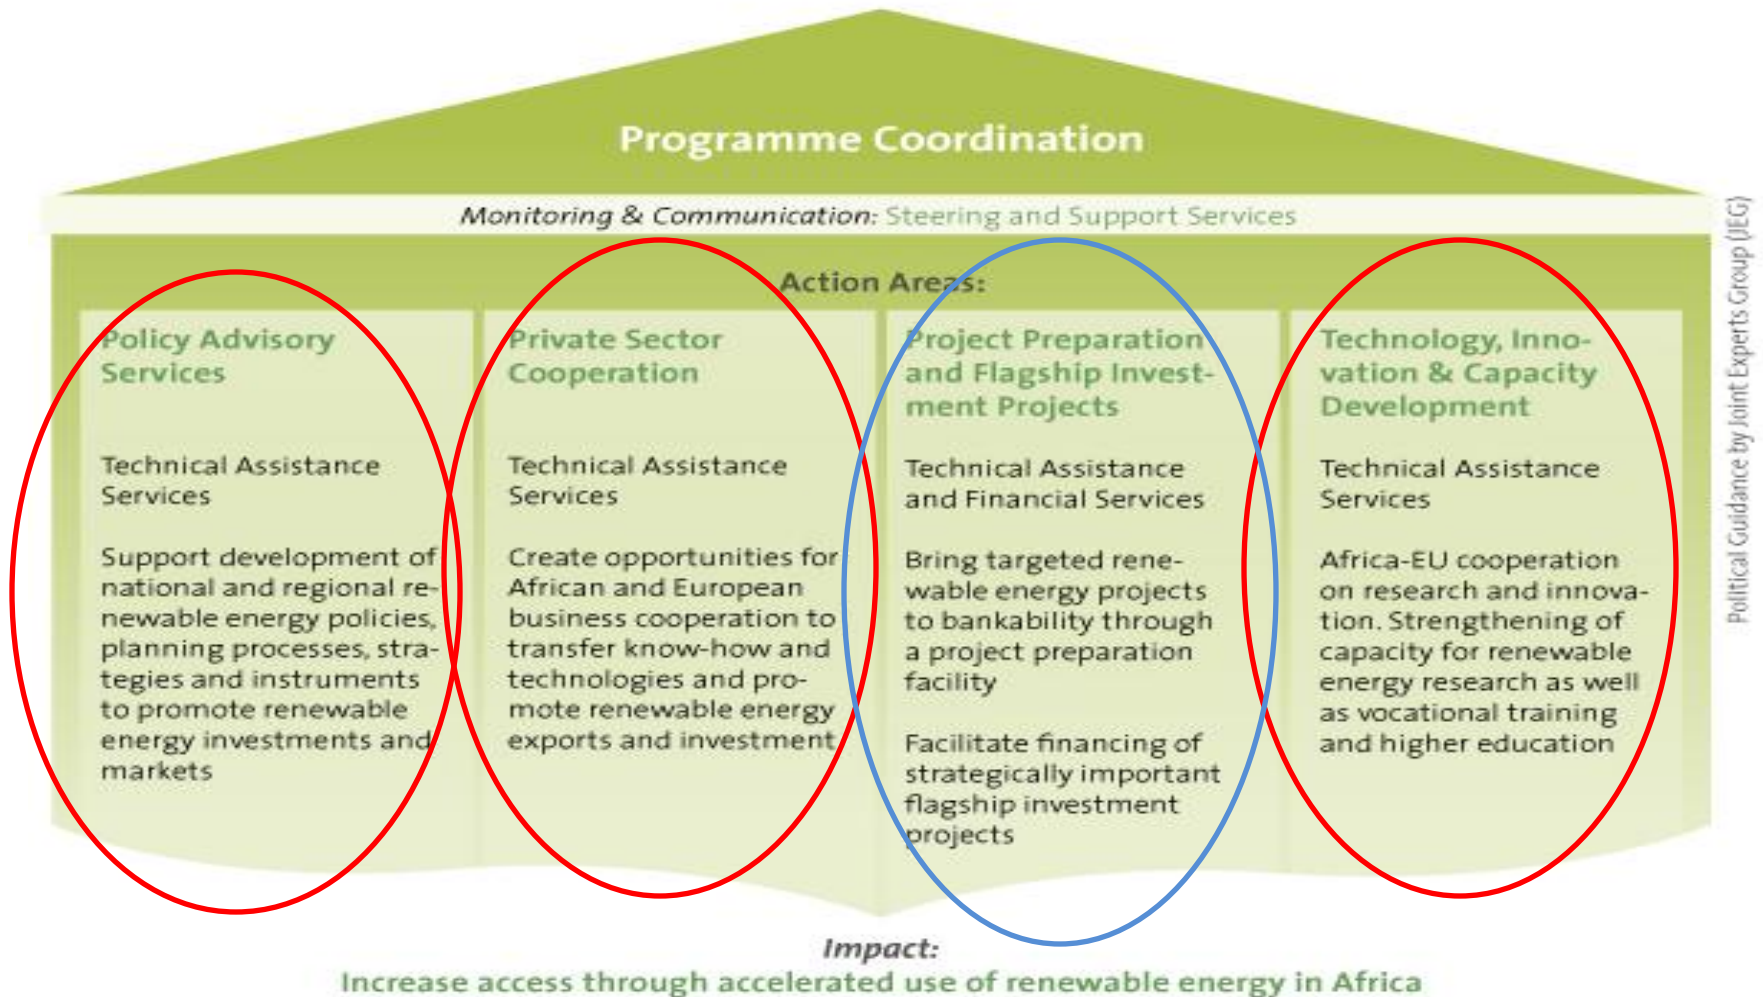 Programme Coordination
Monitoring & Communication: Steering and Support Services
Action Areas:
Policy Advisory
Services
Technical Assistance
Services
Support development of
national and regional re-
newable energy policies,
planning processes, stra-
tegies and instruments
to promote renewable
energy investments and
markets
Private Sector
Cooperation
Technical Assistance
Services
Create opportunities for
African and European
business cooperation to
transfer know-how and
technologies and pro-
mote renewable energy
exports and investment
Project Preparation
and Flagship Invest-
ment Projects
Technical Assistance
and Financial Services
Bring targeted rene-
wable energy projects
to bankability through
a project preparation
facility
Facilitate financing of
strategically important
flagship investment
projects
Technology, Inno-
vation & Capacity
Development
Technical Assistance
Services
Africa-EU cooperation
on research and innova-
tion. Strengthening of
capacity for renewable
energy research as well
as vocational training
and higher education
Political Guidance by Joint Experts Group (JEG)
Impact:
Increase access through accelerated use of renewable energy in Africa